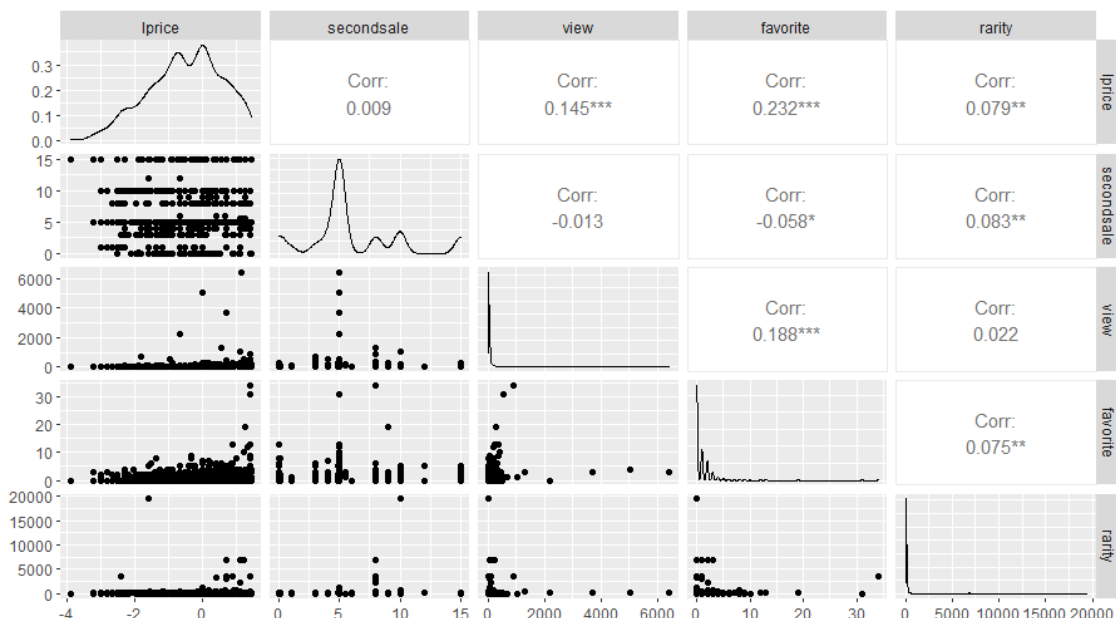 lprice secondsale view favorite rarity
0.3
0.2
0.1
0.0
Corr:
0.009
Corr:
0.145***
Corr:
0.232***
Corr:
0.079**
lprice
15
10
5
0
Corr:
-0.013
Corr:
-0.058*
Corr:
0.083**
secondsale
6000
4000
2000
0
Corr:
0.188***
Corr:
0.022
view
30
20
10
0
Corr:
0.075**
favorite
20000
15000
10000
5000
0
rarity
-4 -2 0 0 5 10 15 0 2000 4000 6000 0 10 20 30 0 5000 10000 15000 20000